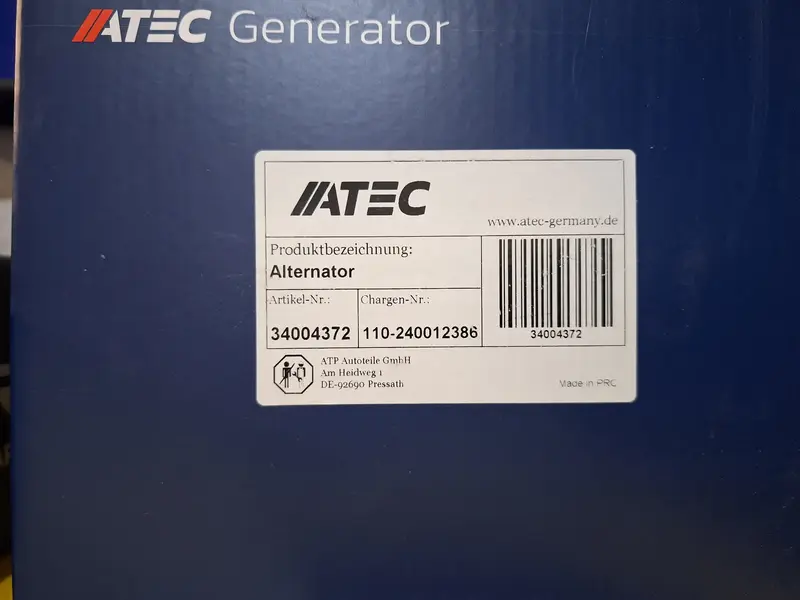 ATEC Generator
ATEC
www.atec-germany.de
Produktbezeichnung:
Alternator
Artikel-Nr.:
Chargen-Nr.:
34004372
110-240012386
34004372
ATP Autoteile GmbH
Am Heidweg 1
DE-92690 Pressath
Made in PRC